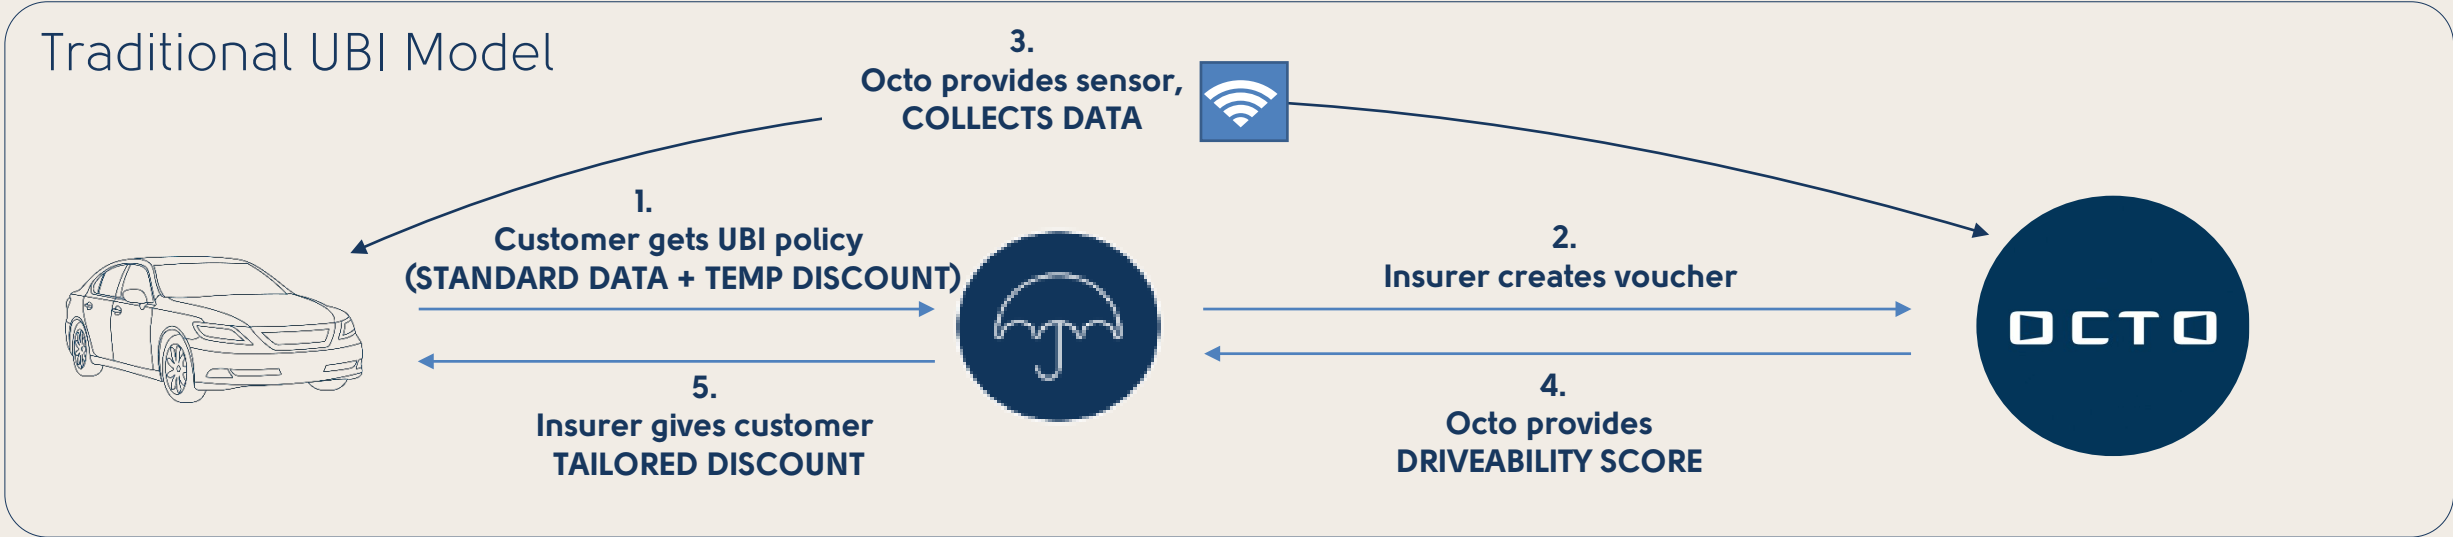 Traditional UBI Model
3.
Octo provides sensor,
COLLECTS DATA
1.
Customer gets UBI policy
(STANDARD DATA + TEMP DISCOUNT)
2.
Insurer creates voucher
OCTO
5.
Insurer gives customer
TAILORED DISCOUNT
4.
Octo provides
DRIVEABILITY SCORE